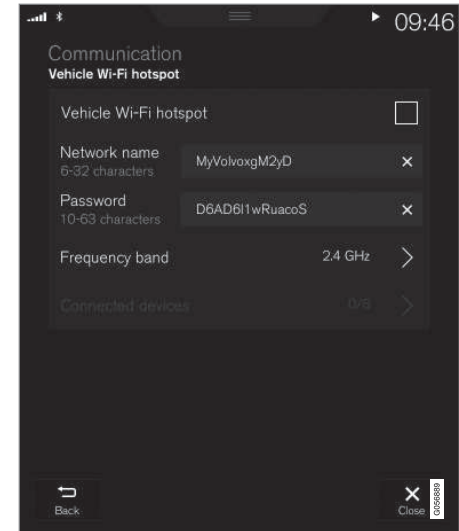 09:46
Communication
Vehicle Wi-Fi hotspot
Vehicle Wi-Fi hotspot
Network name
6-32 characters
MyVolvoxgM2yD
Password
10-63 characters
D6AD6l1wRuacoS
Frequency band
2.4 GHz
Connected devices
0/8
Back
Close
G056889